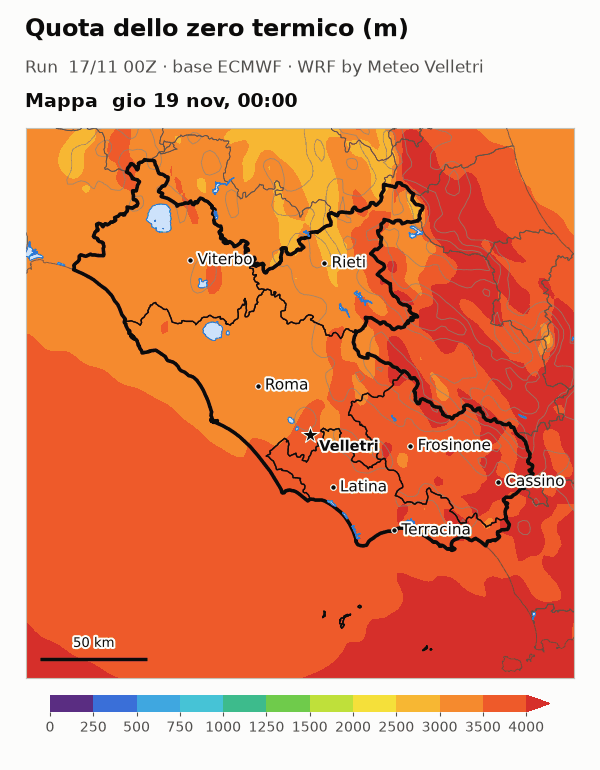 Quota dello zero termico (m)
Run  17/11 00Z · base ECMWF · WRF by Meteo Velletri
Mappa  gio 19 nov, 00:00
Viterbo
Rieti
Roma
Velletri
Frosinone
Cassino
Latina
Terracina
50 km
0 250 500 750 1000 1250 1500 2000 2500 3000 3500 4000